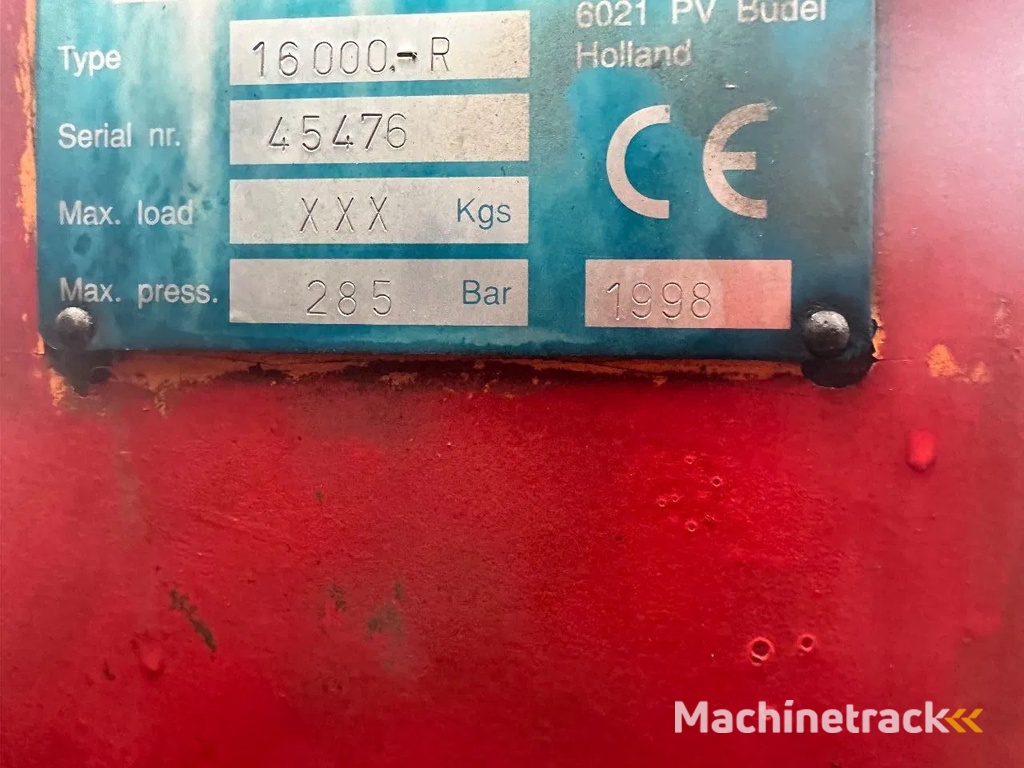 6021 PV Budel
Type 16000.-R Holland
Serial nr. 45476
CE
Max. load XXX Kgs
Max. press. 285 Bar 1998
Machinetrack